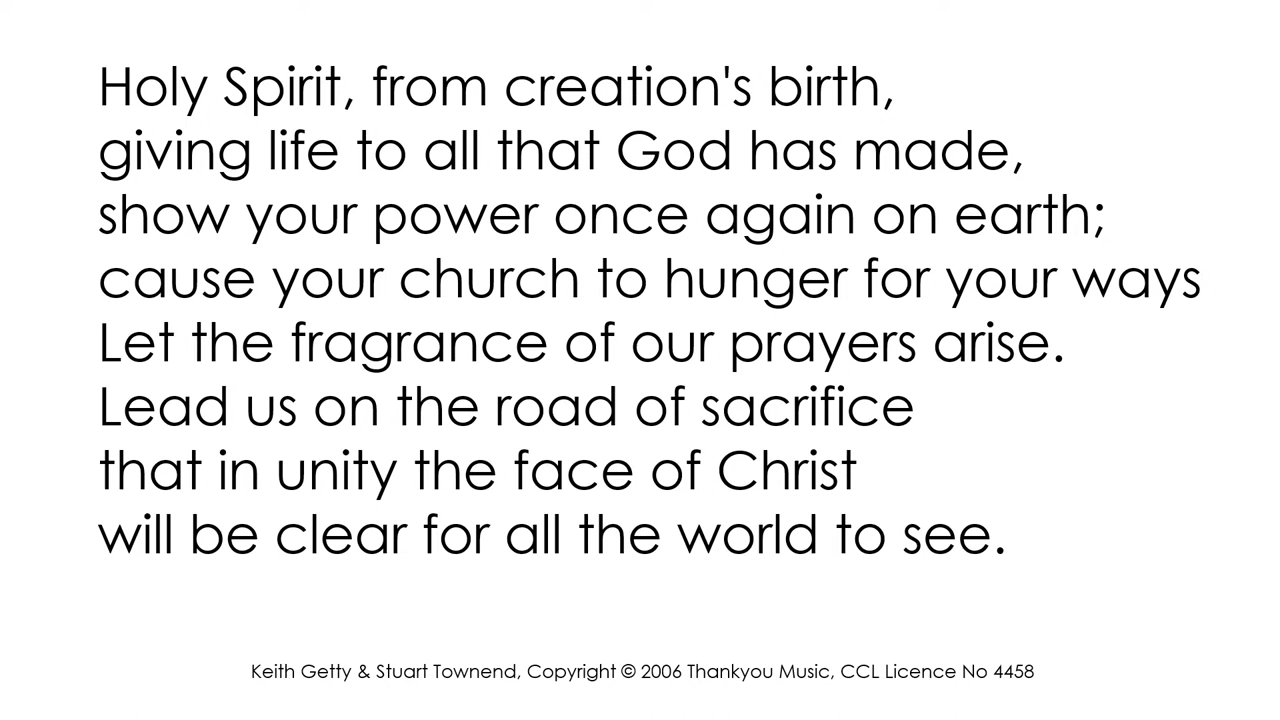 Holy Spirit, from creation's birth,
giving life to all that God has made,
show your power once again on earth;
cause your church to hunger for your ways
Let the fragrance of our prayers arise.
Lead us on the road of sacrifice
that in unity the face of Christ
will be clear for all the world to see.
Keith Getty & Stuart Townend, Copyright © 2006 Thankyou Music, CCL Licence No 4458